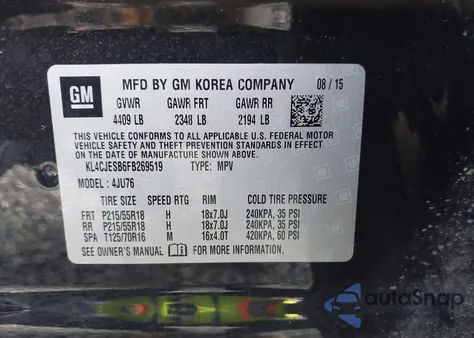 GM
MFD BY GM KOREA COMPANY 08 / 15
GVWR GAWR FRT GAWR RR
4409 LB 2348 LB 2194 LB
THIS VEHICLE CONFORMS TO ALL APPLICABLE U.S. FEDERAL MOTOR
VEHICLE SAFETY, BUMPER, AND THEFT PREVENTION STANDARDS IN
EFFECT ON THE DATE OF MANUFACTURE SHOWN ABOVE.
KL4CJESB6FB269519 TYPE: MPV
MODEL: 4JU76
TIRE SIZE SPEED RTG RIM COLD TIRE PRESSURE
FRT P215/55R18 H 18x7.0J 240KPA, 35 PSI
RR P215/55R18 H 18x7.0J 240KPA, 35 PSI
SPA T125/70R16 M 16x4.0T 420KPA, 60 PSI
SEE OWNER'S MANUAL FOR MORE INFORMATION.
autoSnap